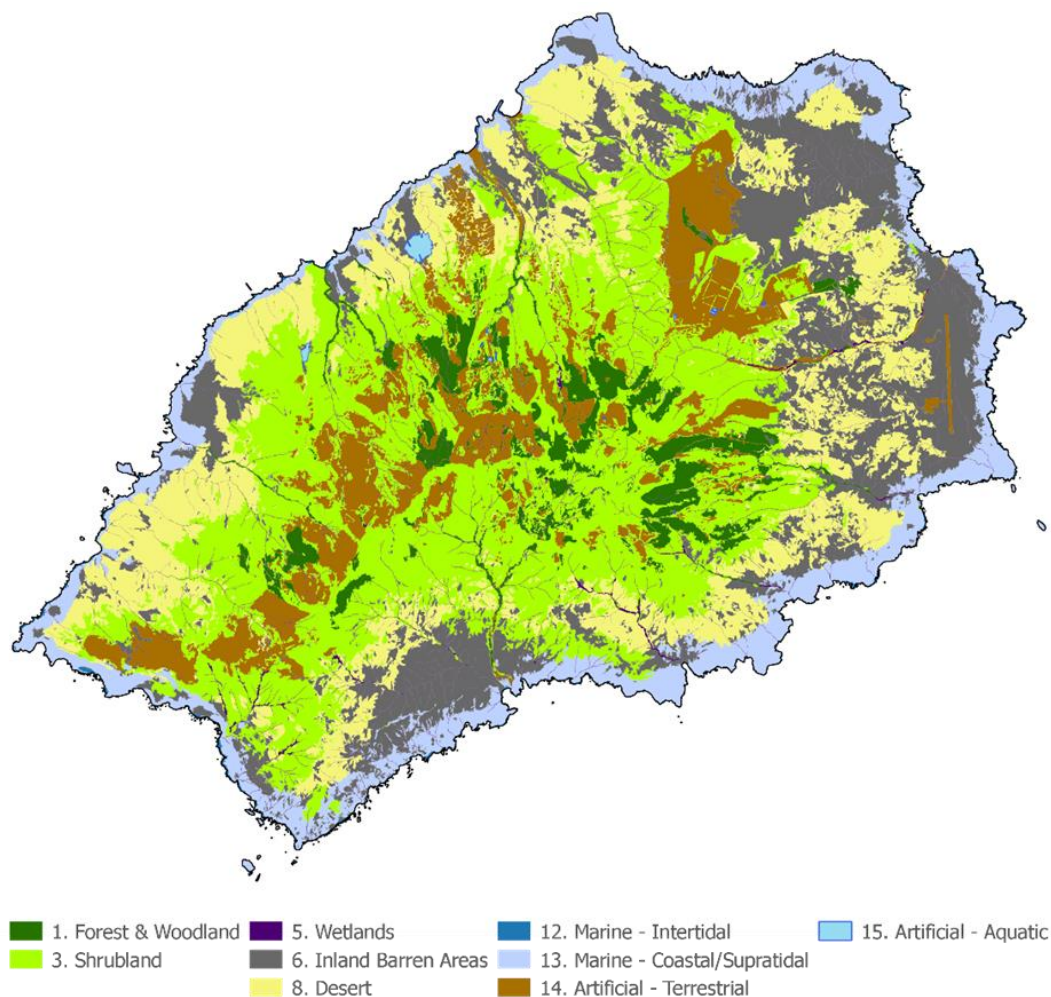 1. Forest & Woodland
3. Shrubland
5. Wetlands
6. Inland Barren Areas
8. Desert
12. Marine - Intertidal
13. Marine - Coastal/Supratidal
14. Artificial - Terrestrial
15. Artificial - Aquatic